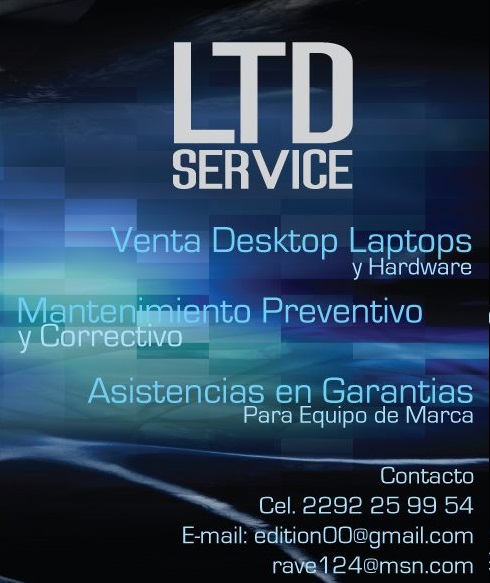 LTD
SERVICE
Venta Desktop Laptops
y Hardware
Mantenimiento Preventivo
y Correctivo
Asistencias en Garantias
Para Equipo de Marca
Contacto
Cel. 2292 25 99 54
E-mail: edition00@gmail.com
rave124@msn.com